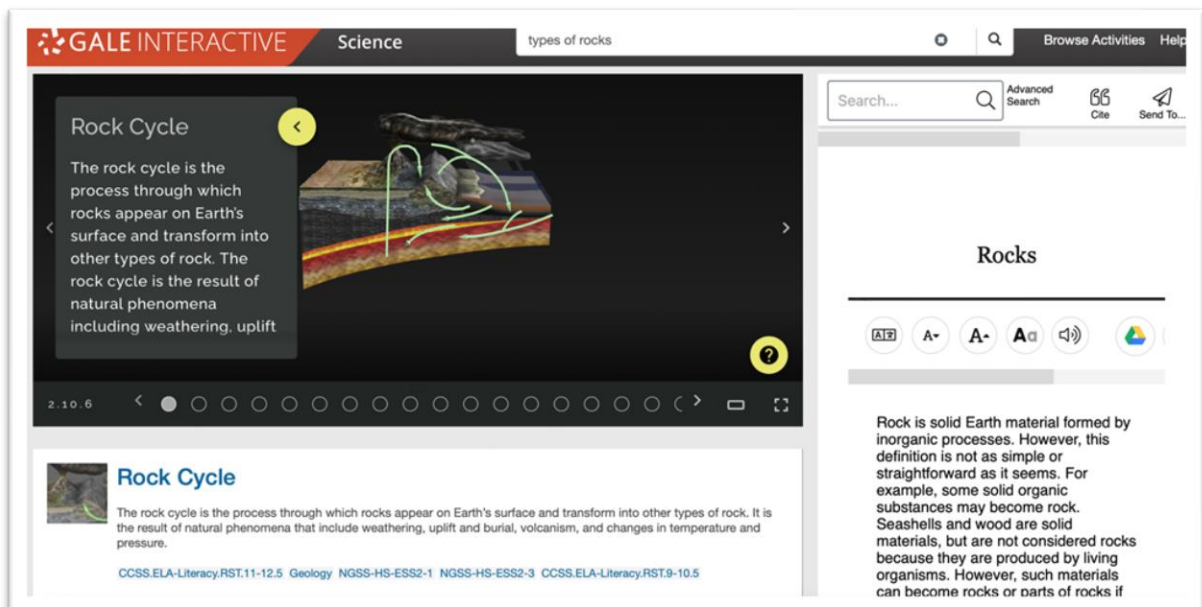 GALE INTERACTIVE
Science
types of rocks
Browse Activities Help
Rock Cycle
The rock cycle is the
process through which
rocks appear on Earth's
surface and transform into
other types of rock. The
rock cycle is the result of
natural phenomena
including weathering, uplift
?
2.10.6
Rock Cycle
The rock cycle is the process through which rocks appear on Earth's surface and transform into other types of rock. It is
the result of natural phenomena that include weathering, uplift and burial, volcanism, and changes in temperature and
pressure.
CCSS.ELA-Literacy.RST.11-12.5 Geology NGSS-HS-ESS2-1 NGSS-HS-ESS2-3 CCSS.ELA-Literacy.RST.9-10.5
Search...
Advanced
Search
Cite
Send To...
Rocks
A A A Aa
Rock is solid Earth material formed by
inorganic processes. However, this
definition is not as simple or
straightforward as it seems. For
example, some solid organic
substances may become rock.
Seashells and wood are solid
materials, but are not considered rocks
because they are produced by living
organisms. However, such materials
can become rocks or parts of rocks if